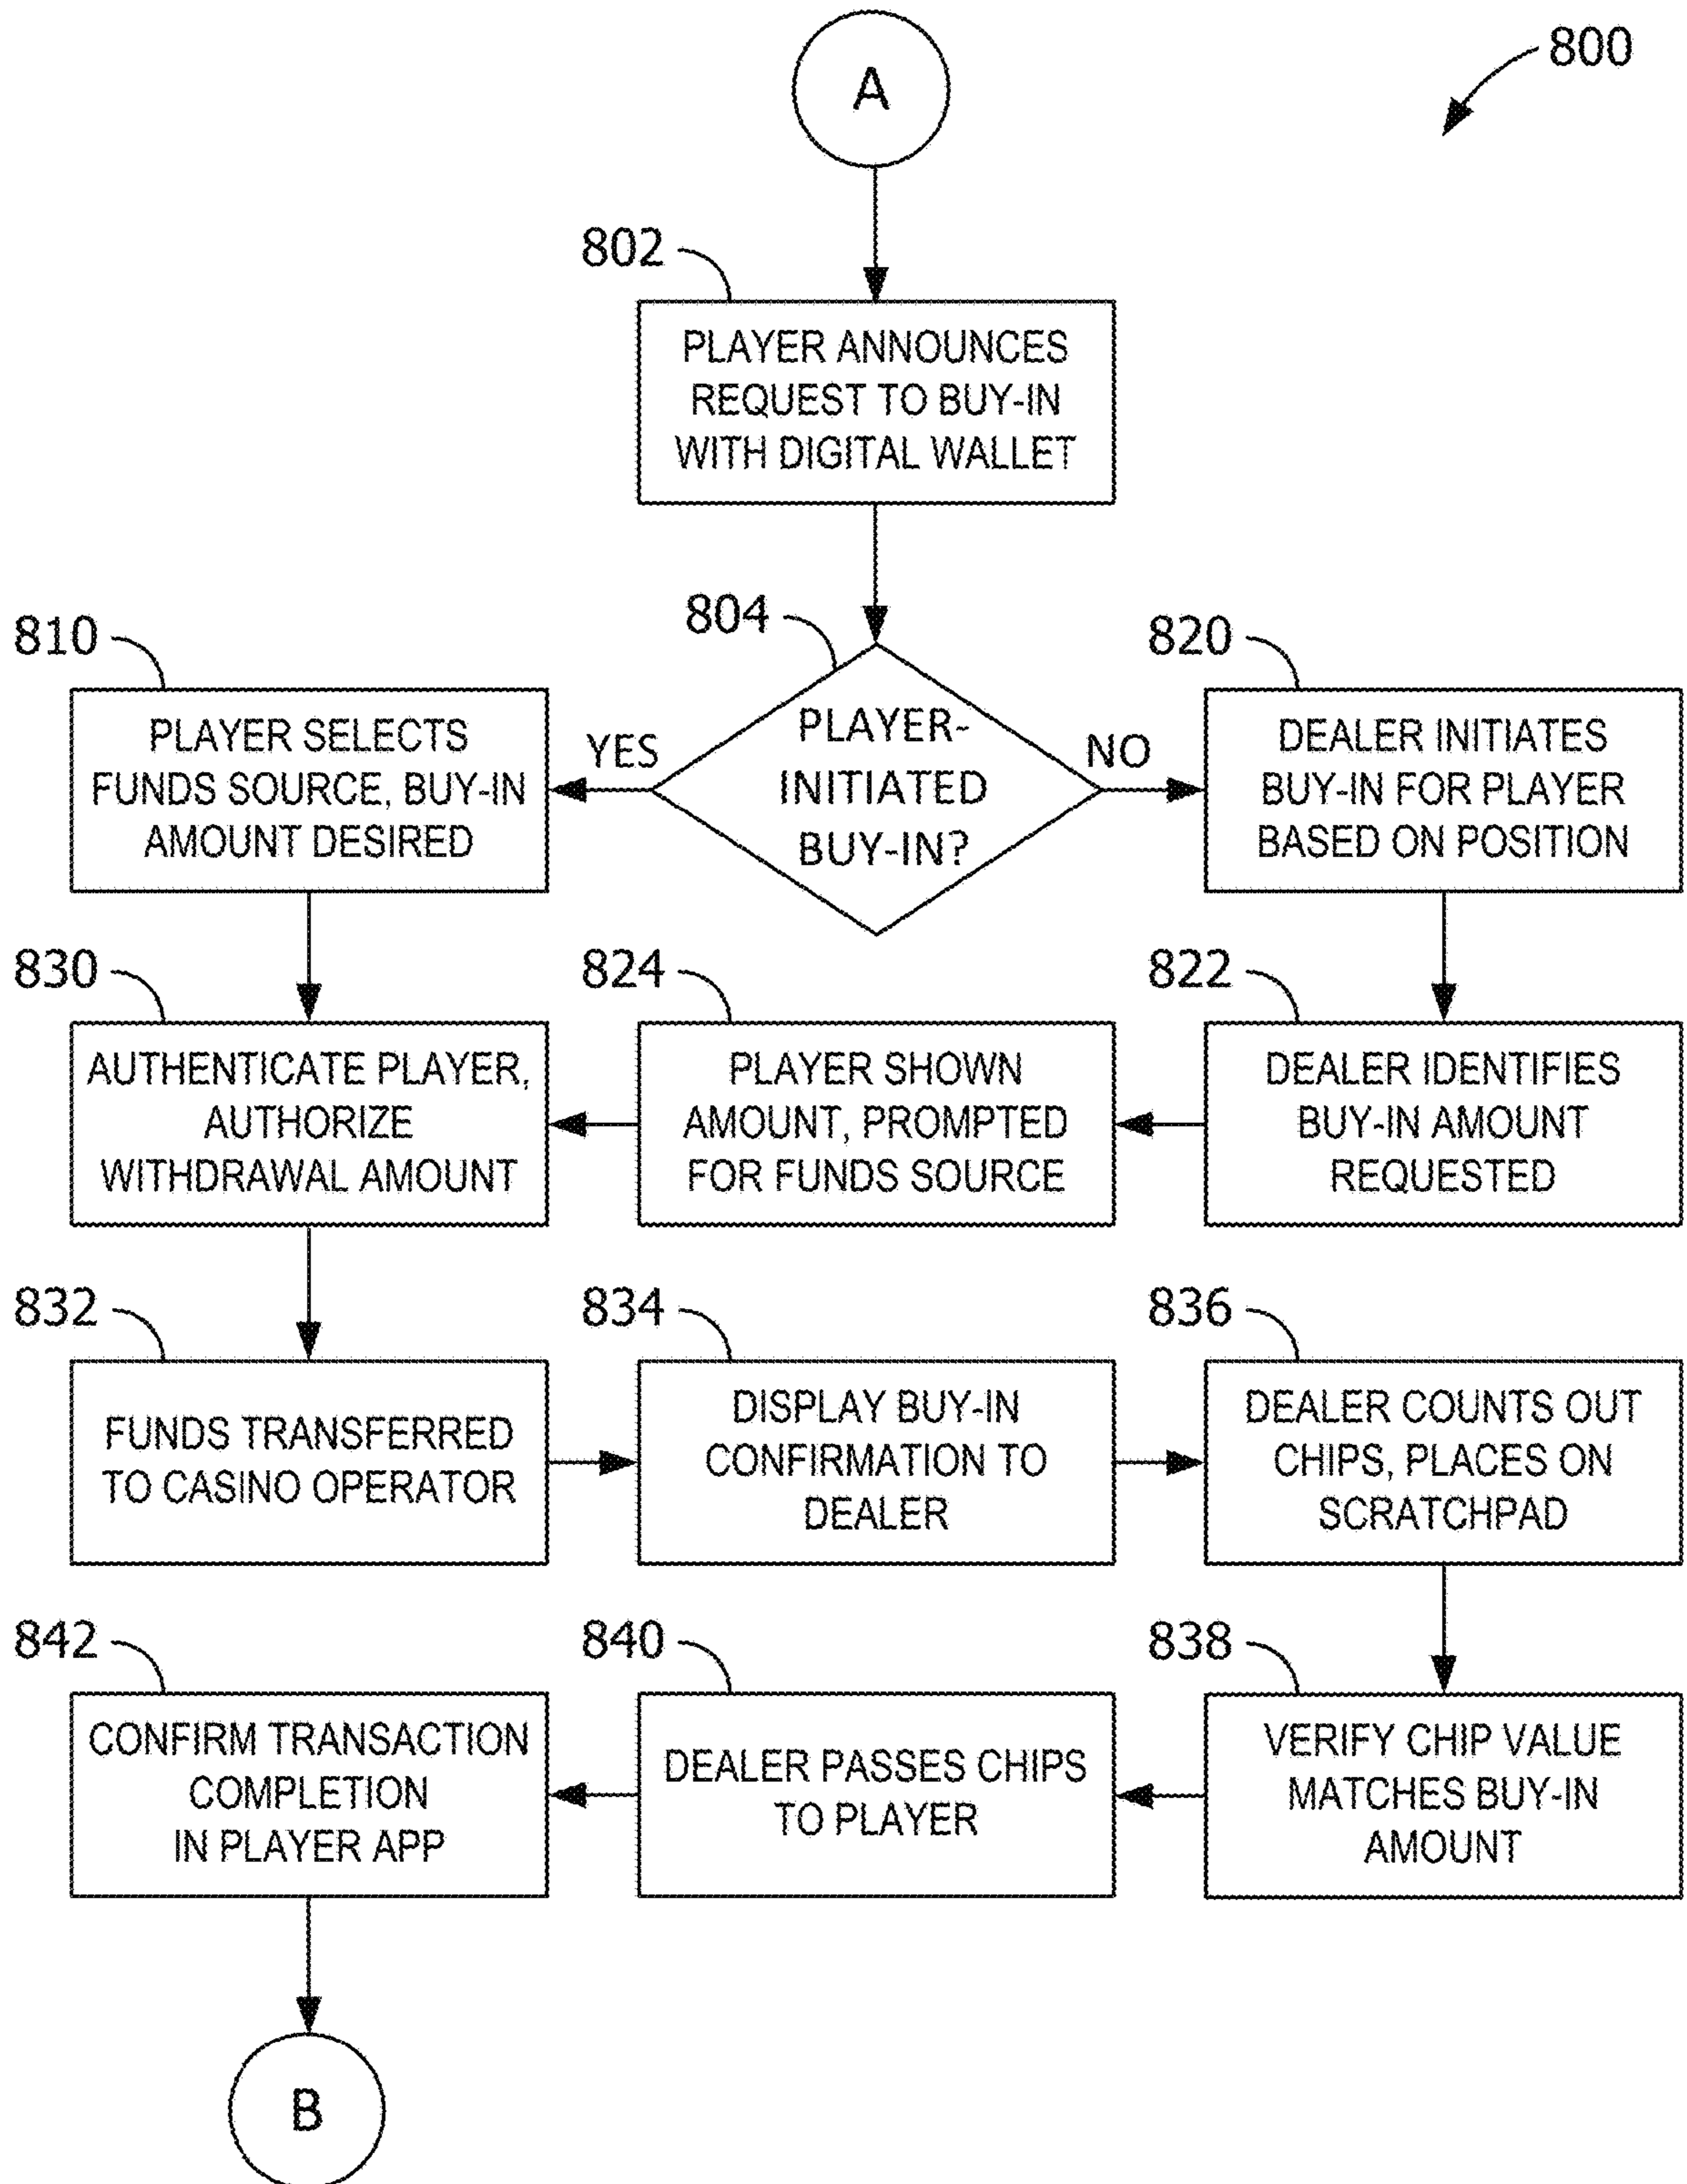 A
800
802
PLAYER ANNOUNCES
REQUEST TO BUY-IN
WITH DIGITAL WALLET
804
PLAYER-
INITIATED
BUY-IN?
YES
NO
810
PLAYER SELECTS
FUNDS SOURCE, BUY-IN
AMOUNT DESIRED
820
DEALER INITIATES
BUY-IN FOR PLAYER
BASED ON POSITION
830
AUTHENTICATE PLAYER,
AUTHORIZE
WITHDRAWAL AMOUNT
824
PLAYER SHOWN
AMOUNT, PROMPTED
FOR FUNDS SOURCE
822
DEALER IDENTIFIES
BUY-IN AMOUNT
REQUESTED
832
FUNDS TRANSFERRED
TO CASINO OPERATOR
834
DISPLAY BUY-IN
CONFIRMATION TO
DEALER
836
DEALER COUNTS OUT
CHIPS, PLACES ON
SCRATCHPAD
842
CONFIRM TRANSACTION
COMPLETION
IN PLAYER APP
840
DEALER PASSES CHIPS
TO PLAYER
838
VERIFY CHIP VALUE
MATCHES BUY-IN
AMOUNT
B